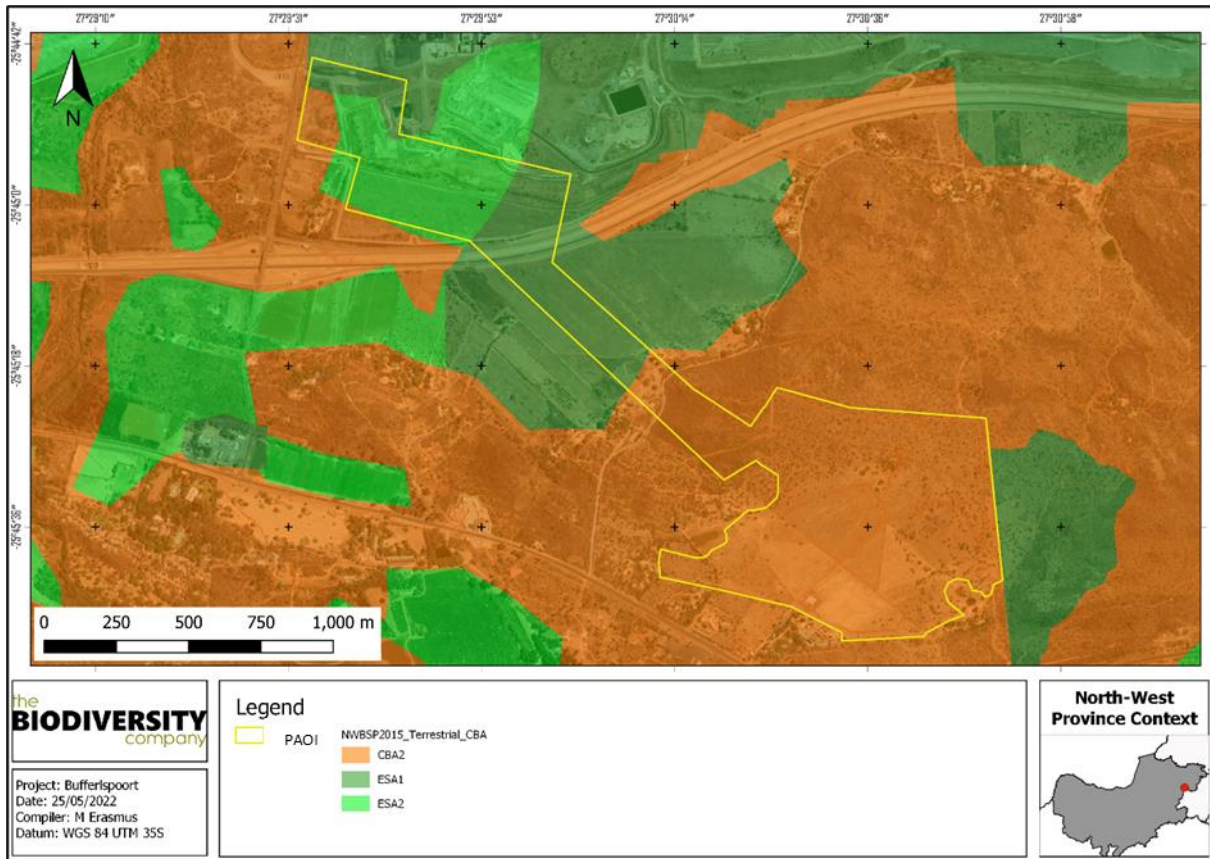 27°29'10"
27°29'31"
27°29'53"
27°30'14"
27°30'36"
27°30'58"
-25°44'42"
-25°45'0"
-25°45'18"
-25°45'36"
N
0 250 500 750 1,000 m
the
BIODIVERSITY
company
Project: Bufferlspoort
Date: 25/05/2022
Compiler: M Erasmus
Datum: WGS 84 UTM 35S
Legend
PAOI
NWBSP2015_Terrestrial_CBA
CBA2
ESA1
ESA2
North-West
Province Context